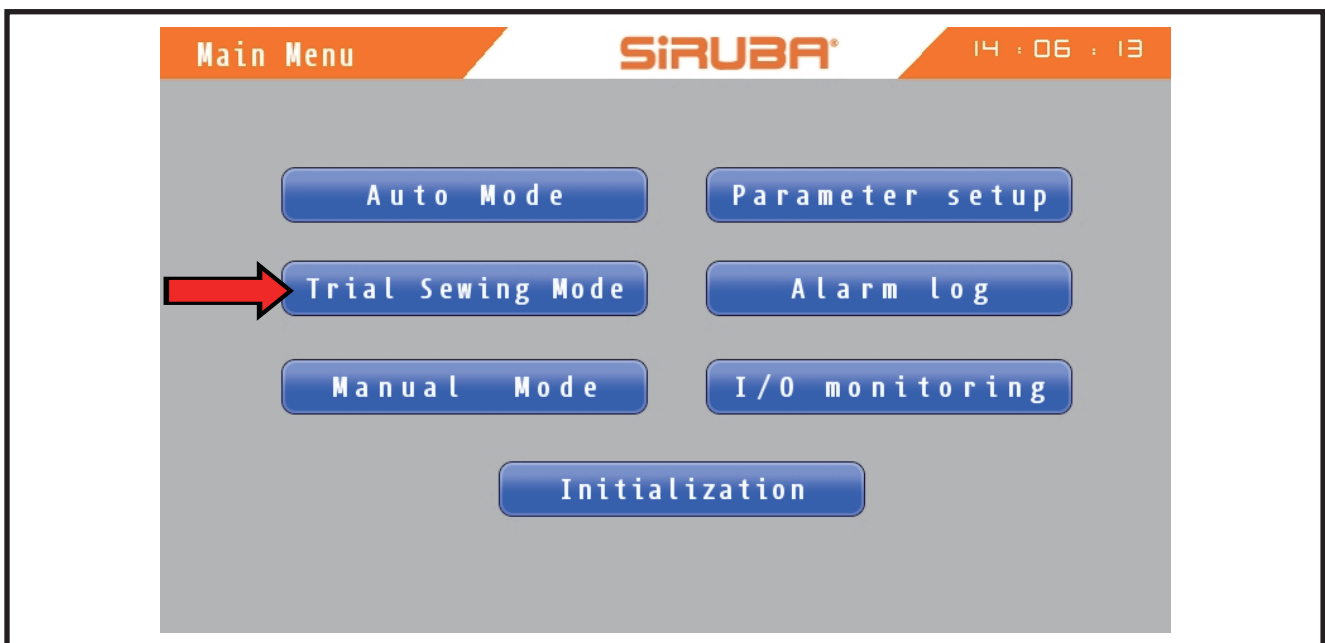 Main Menu SiRUBA® 14 : 06 : 13
Auto Mode Parameter setup
Trial Sewing Mode Alarm log
Manual Mode I/O monitoring
Initialization